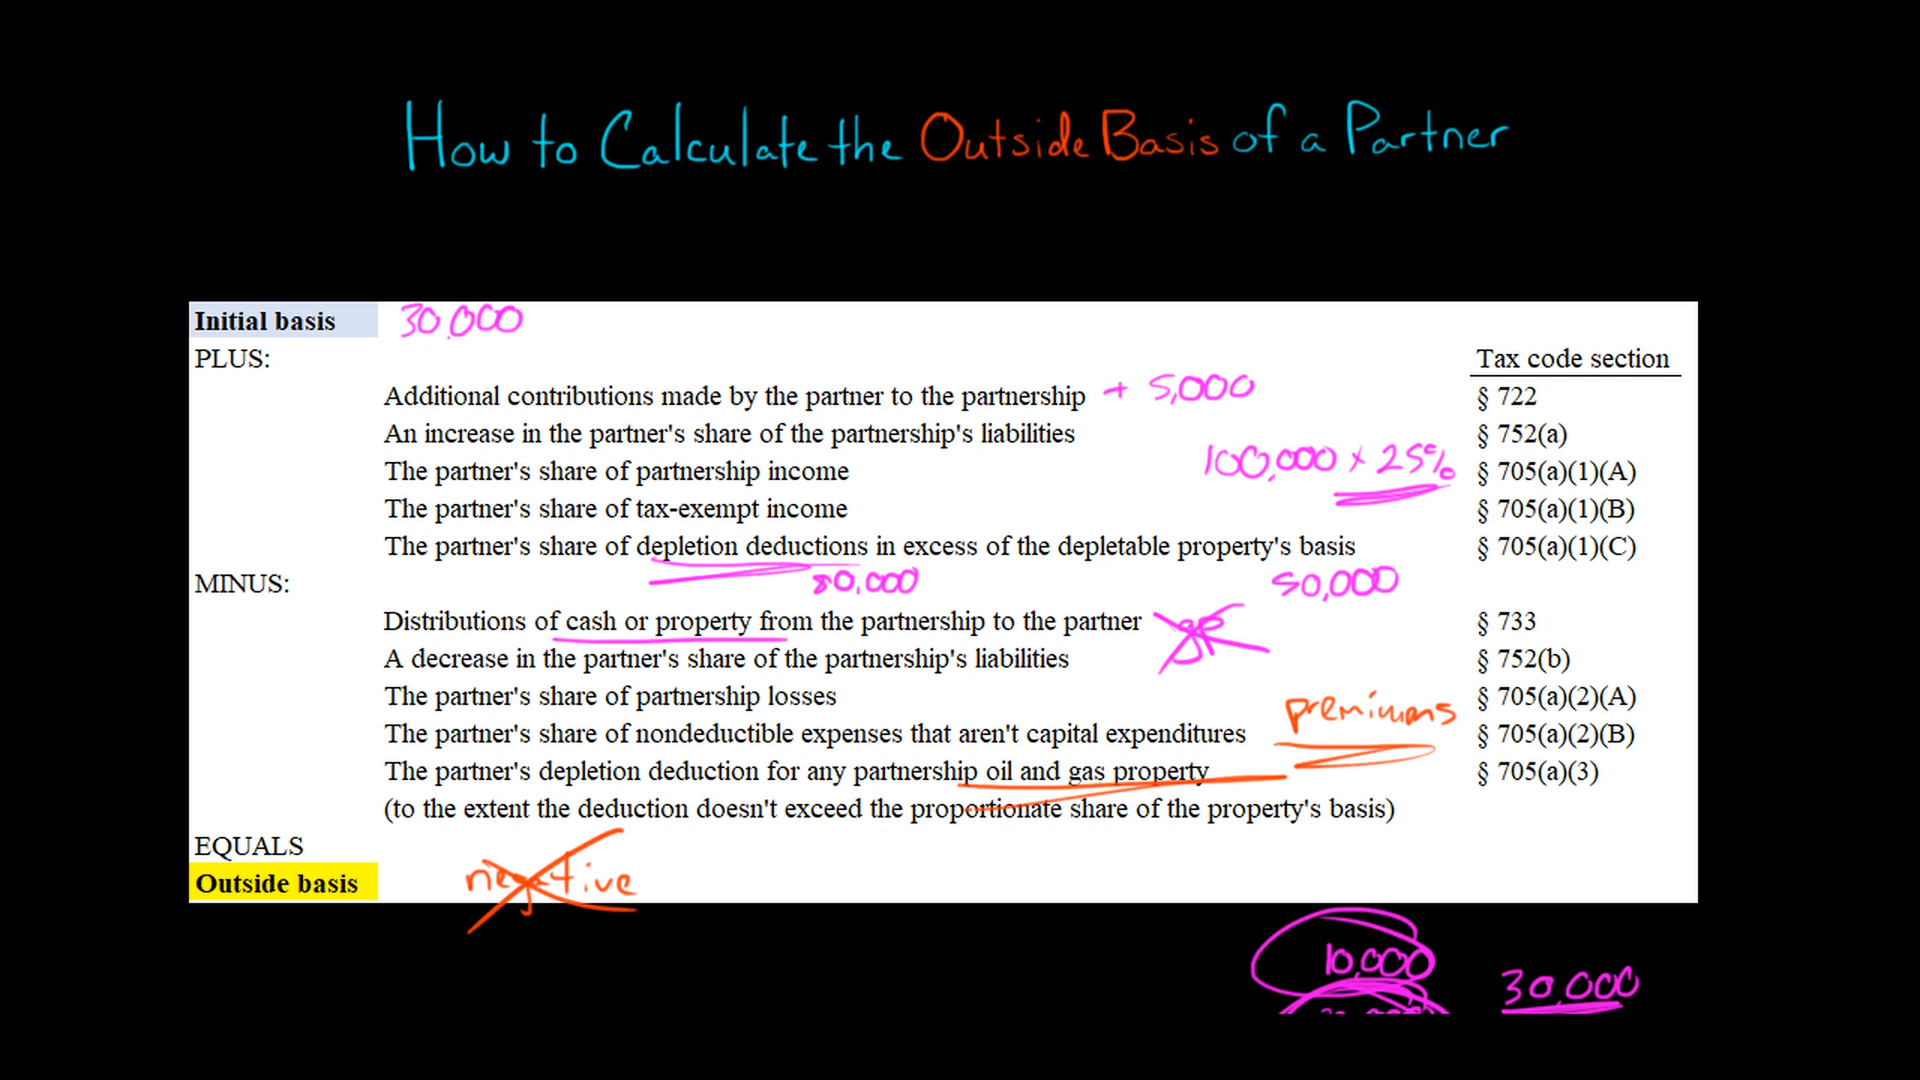 How to Calculate the Outside Basis of a Partner
Initial basis 30,000
PLUS: Tax code section
Additional contributions made by the partner to the partnership + 5,000 § 722
An increase in the partner's share of the partnership's liabilities § 752(a)
100,000 x 25%
The partner's share of partnership income § 705(a)(1)(A)
The partner's share of tax-exempt income § 705(a)(1)(B)
The partner's share of depletion deductions in excess of the depletable property's basis § 705(a)(1)(C)
MINUS: 80,000 50,000
Distributions of cash or property from the partnership to the partner § 733
A decrease in the partner's share of the partnership's liabilities § 752(b)
The partner's share of partnership losses § 705(a)(2)(A)
premiums
The partner's share of nondeductible expenses that aren't capital expenditures § 705(a)(2)(B)
The partner's depletion deduction for any partnership oil and gas property § 705(a)(3)
(to the extent the deduction doesn't exceed the proportionate share of the property's basis)
EQUALS
Outside basis negative
10,000 30,000